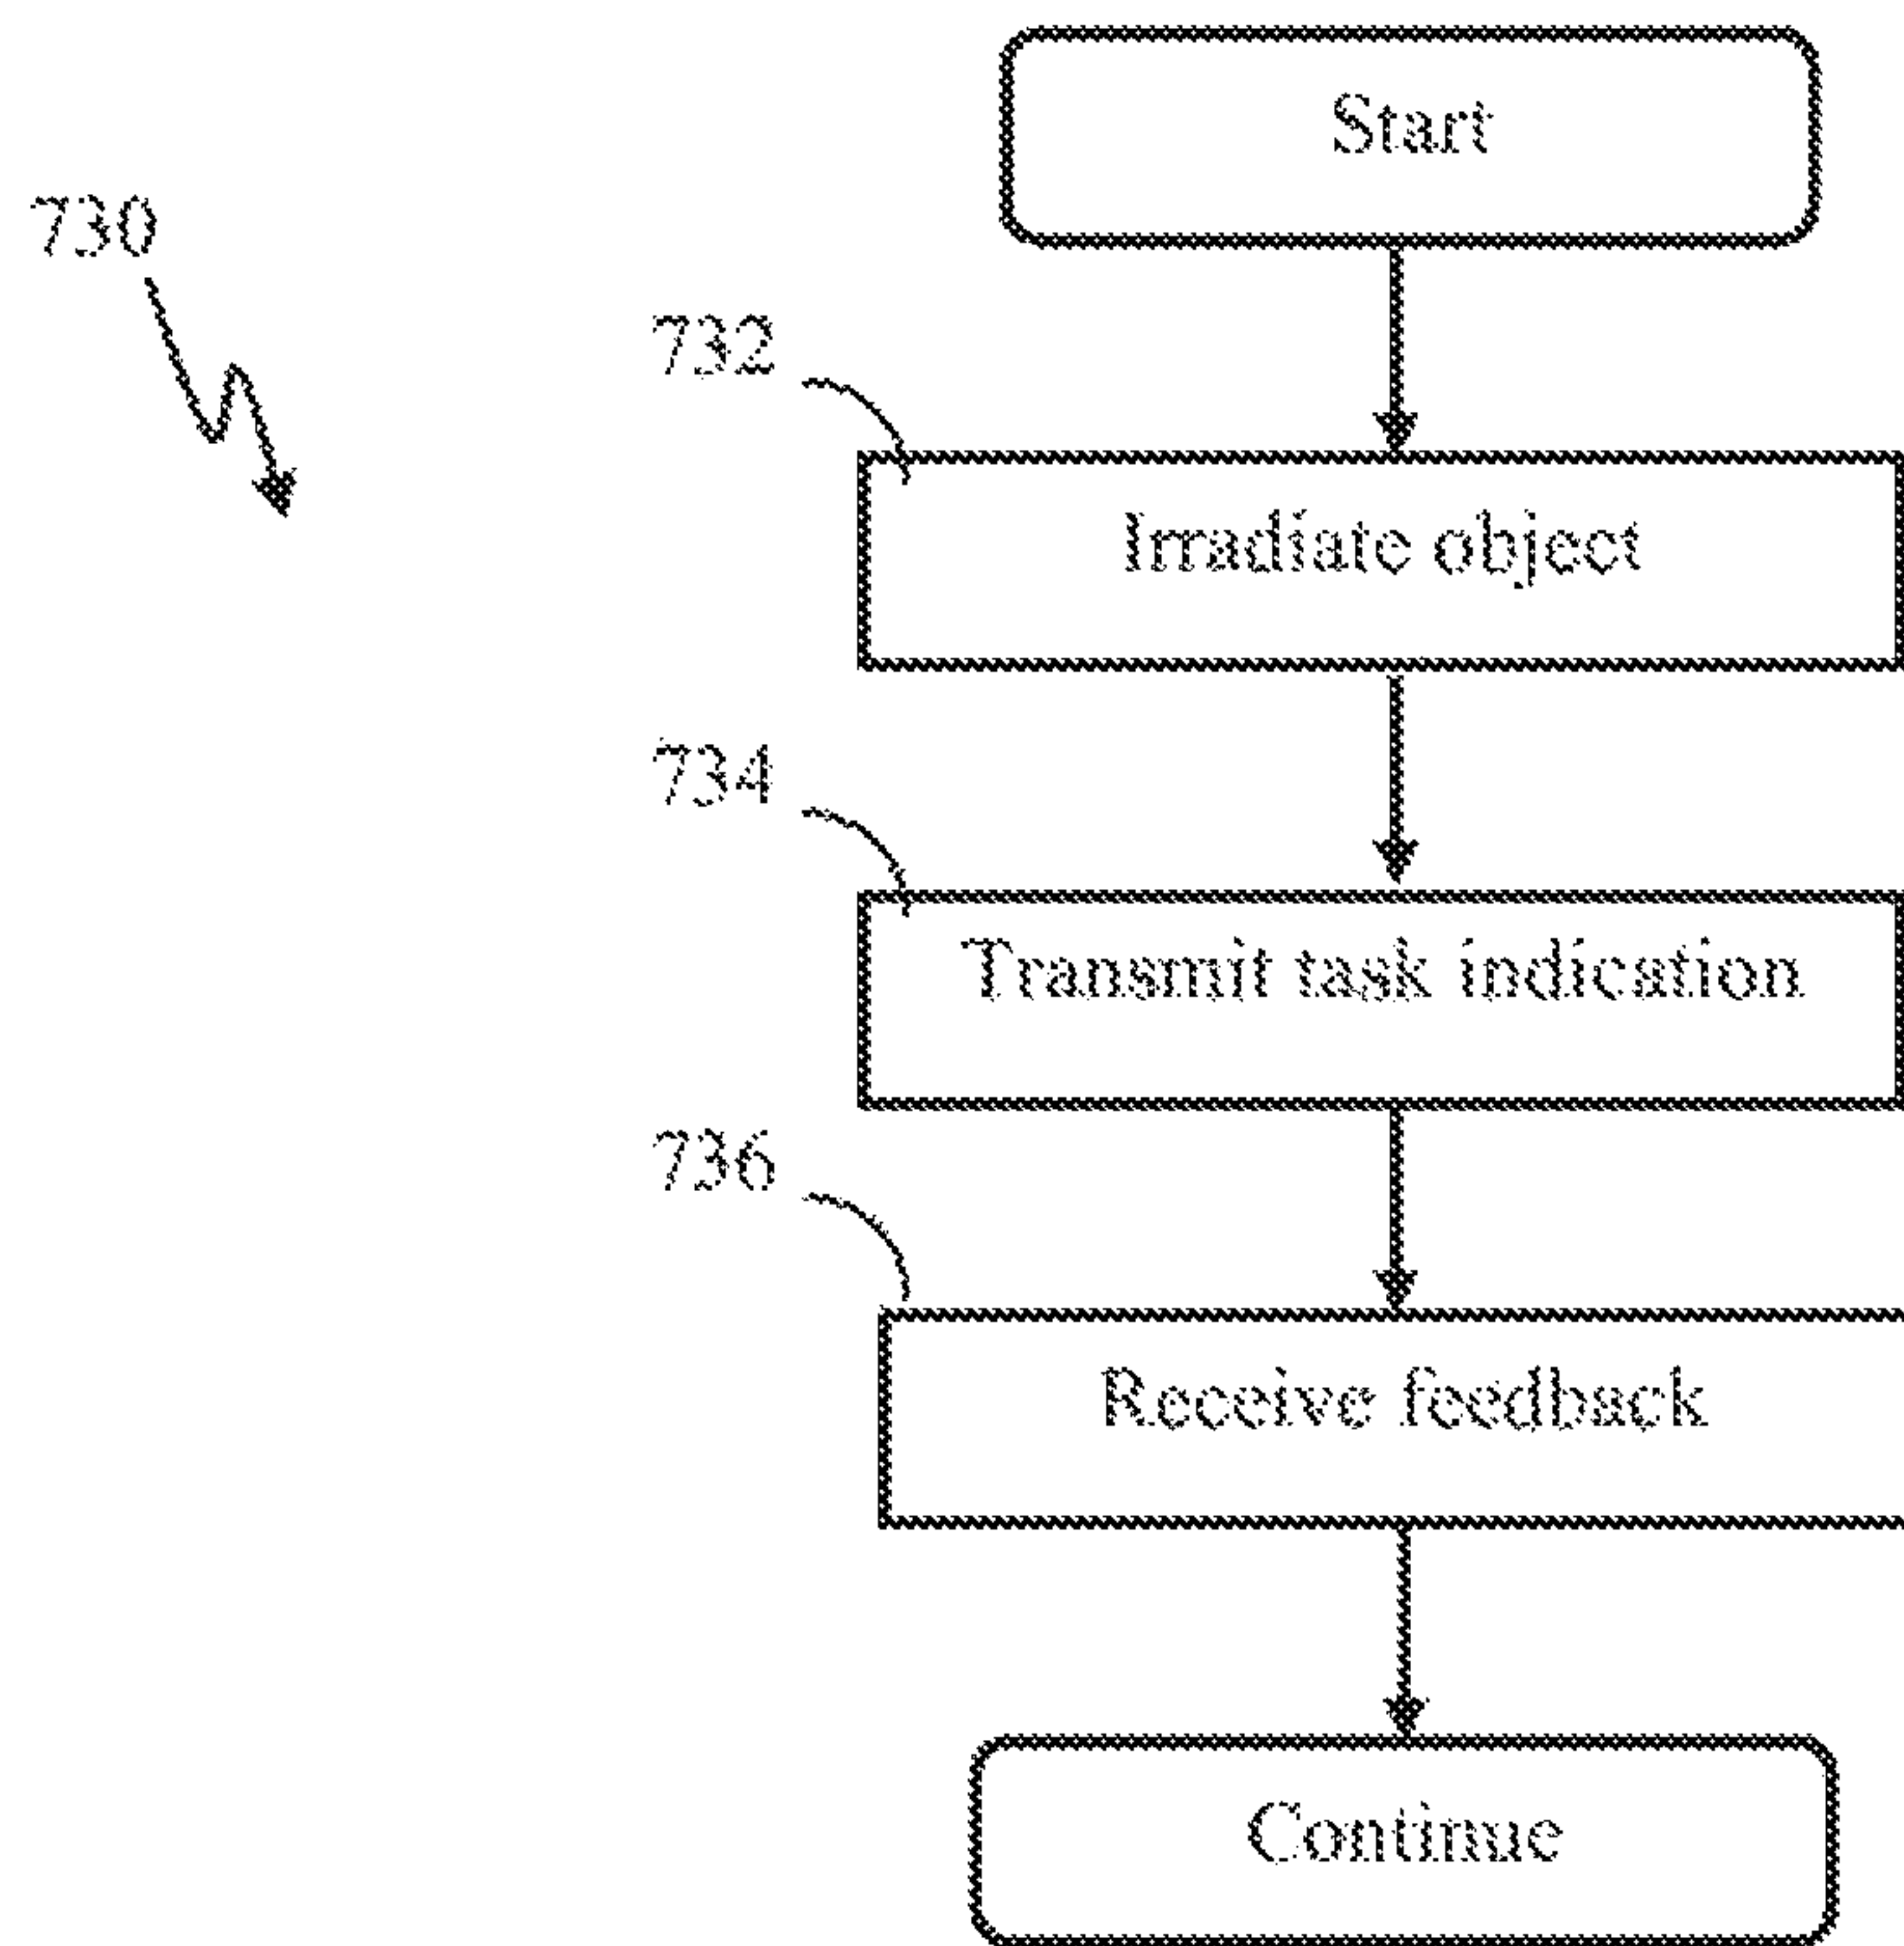 Start
730
732
Irradiate object
734
Transmit task indication
736
Receive feedback
Continue